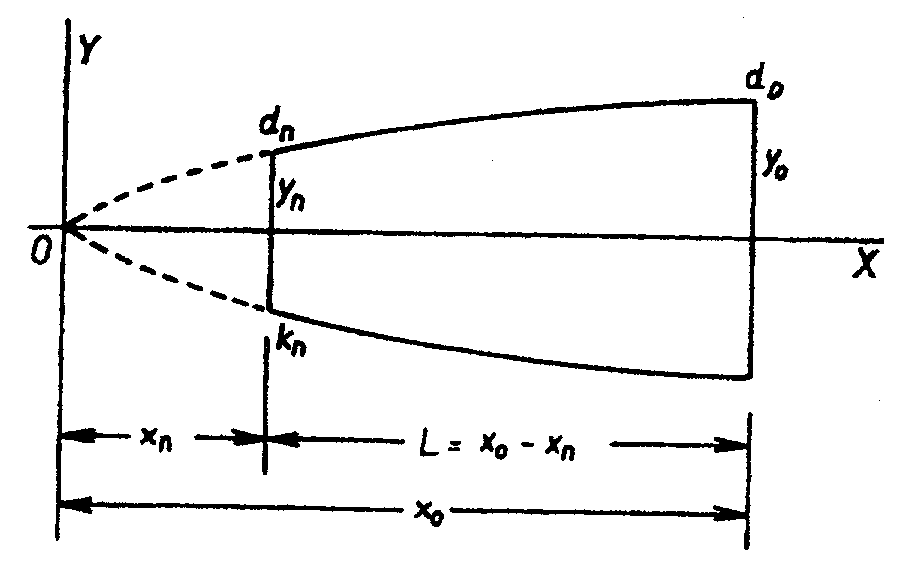 Y
d₀
dₙ
y₀
yₙ
O
X
kₙ
xₙ
L = x₀ - xₙ
x₀